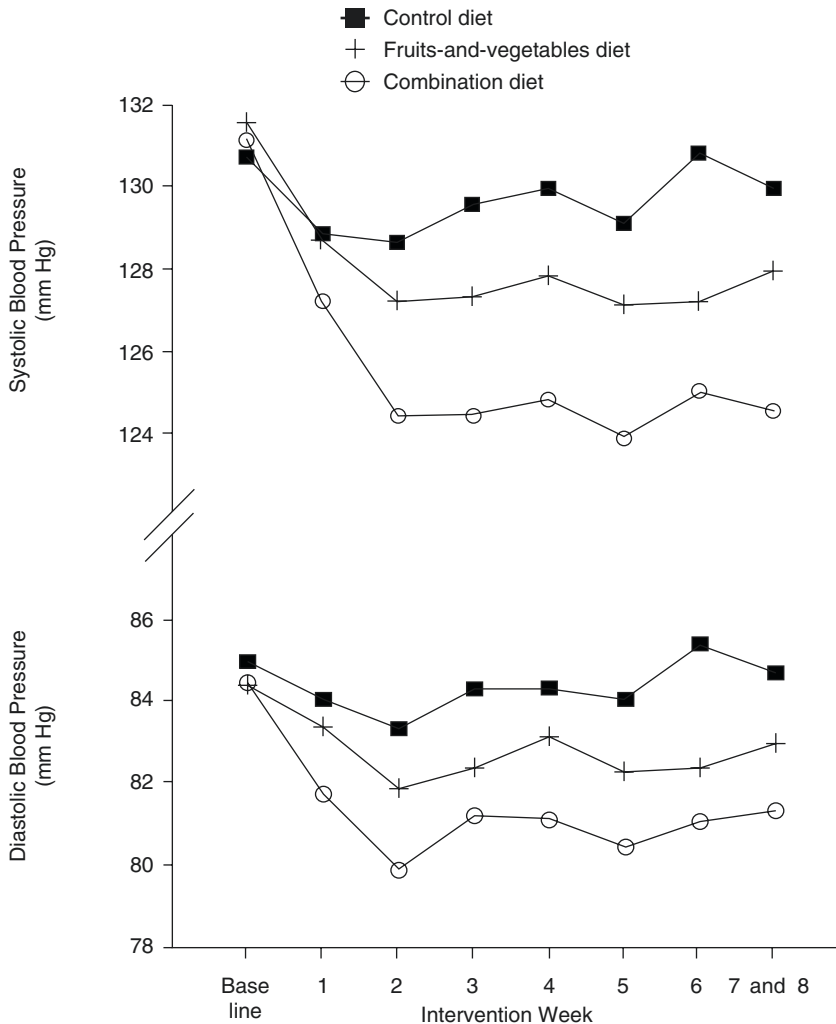 Control diet
Fruits-and-vegetables diet
Combination diet
Systolic Blood Pressure
(mm Hg)
132
130
128
126
124
Diastolic Blood Pressure
(mm Hg)
86
84
82
80
78
Base line
1
2
3
4
5
6
7 and 8
Intervention Week